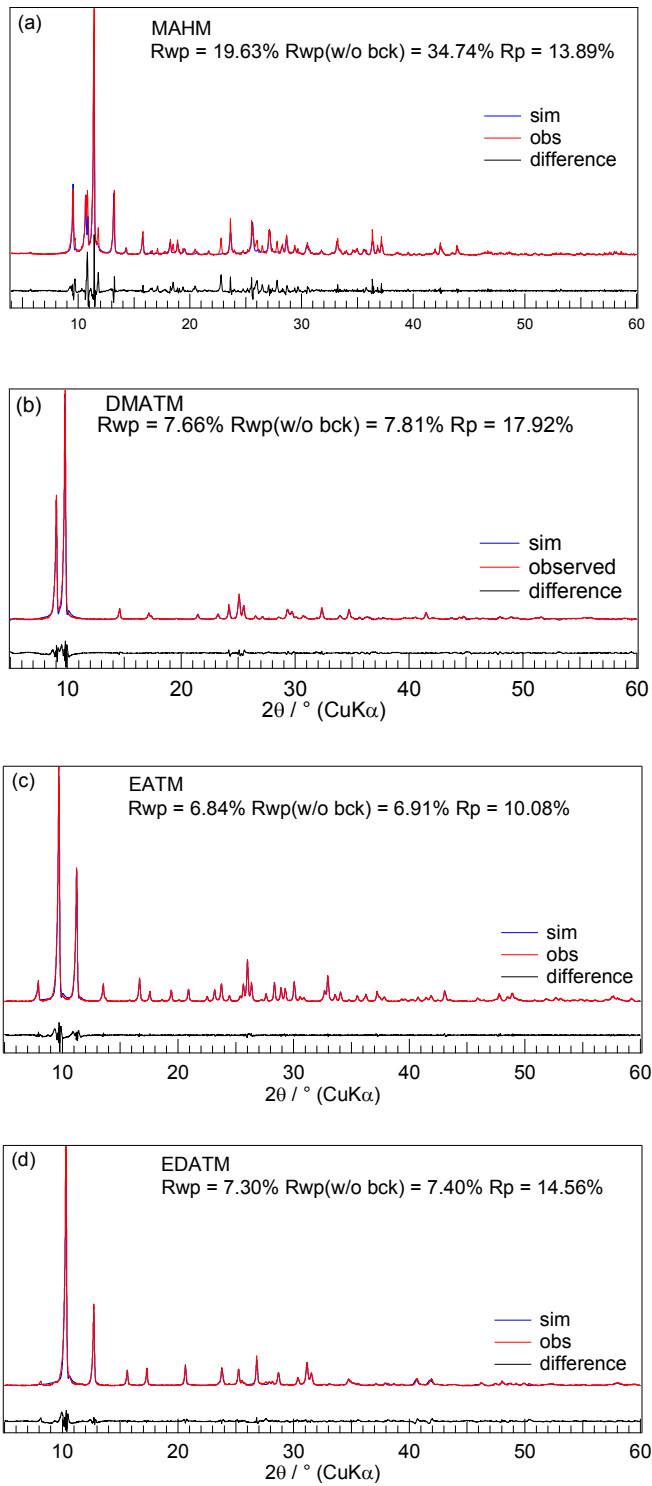 (a)
MAHM
Rwp = 19.63% Rwp(w/o bck) = 34.74% Rp = 13.89%
sim
obs
difference
10 20 30 40 50 60
(b)
DMATM
Rwp = 7.66% Rwp(w/o bck) = 7.81% Rp = 17.92%
sim
observed
difference
10 20 30 40 50 60
2θ / ° (CuKα)
(c)
EATM
Rwp = 6.84% Rwp(w/o bck) = 6.91% Rp = 10.08%
sim
obs
difference
10 20 30 40 50 60
2θ / ° (CuKα)
(d)
EDATM
Rwp = 7.30% Rwp(w/o bck) = 7.40% Rp = 14.56%
sim
obs
difference
10 20 30 40 50 60
2θ / ° (CuKα)